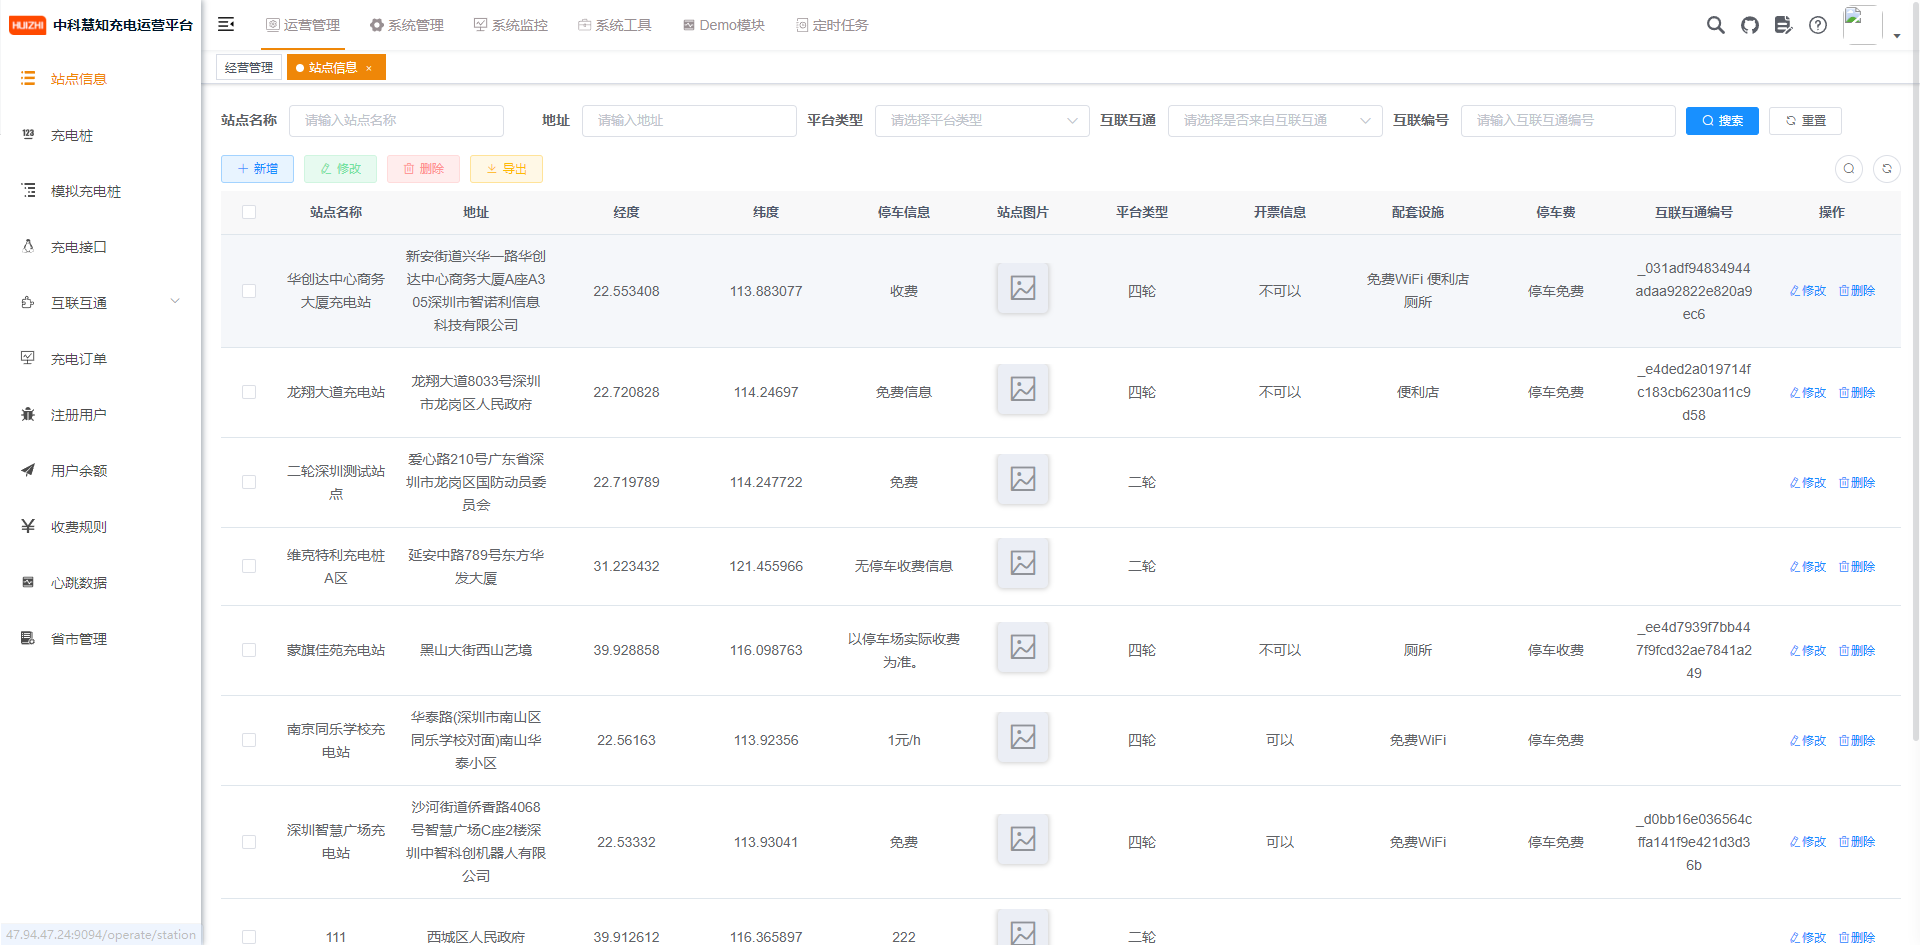 HUIZHI 中科慧知充电运营平台
运营管理 系统管理 系统监控 系统工具 Demo模块 定时任务
经营管理 站点信息 ×
站点信息
充电桩
模拟充电桩
充电接口
互联互通
充电订单
注册用户
用户余额
收费规则
心跳数据
省市管理
47.94.47.24:9094/operate/station
站点名称 请输入站点名称 地址 请输入地址 平台类型 请选择平台类型 互联互通 请选择是否来自互联互通 互联编号 请输入互联互通编号 搜索 重置
新增 修改 删除 导出
站点名称 地址 经度 纬度 停车信息 站点图片 平台类型 开票信息 配套设施 停车费 互联互通编号 操作
华创达中心商务
大厦充电站
新安街道兴华一路华创
达中心商务大厦A座A3
05深圳市智诺利信息
科技有限公司
22.553408 113.883077 收费 四轮 不可以
免费WiFi 便利店
厕所
停车免费
_031adf94834944
adaa92822e820a9
ec6
修改 删除
龙翔大道充电站
龙翔大道8033号深圳
市龙岗区人民政府
22.720828 114.24697 免费信息 四轮 不可以 便利店 停车免费
_e4ded2a019714f
c183cb6230a11c9
d58
修改 删除
二轮深圳测试站
点
爱心路210号广东省深
圳市龙岗区国防动员委
员会
22.719789 114.247722 免费 二轮 修改 删除
维克特利充电桩
A区
延安中路789号东方华
发大厦
31.223432 121.455966 无停车收费信息 二轮 修改 删除
蒙旗佳苑充电站 黑山大街西山艺境 39.928858 116.098763
以停车场实际收费
为准。
四轮 不可以 厕所 停车收费
_ee4d7939f7bb44
7f9fcd32ae7841a2
49
修改 删除
南京同乐学校充
电站
华泰路(深圳市南山区
同乐学校对面)南山华
泰小区
22.56163 113.92356 1元/h 四轮 可以 免费WiFi 停车免费 修改 删除
深圳智慧广场充
电站
沙河街道侨香路4068
号智慧广场C座2楼深
圳中智科创机器人有限
公司
22.53332 113.93041 免费 四轮 可以 免费WiFi 停车免费
_d0bb16e036564c
ffa141f9e421d3d3
6b
修改 删除
111 西城区人民政府 39.912612 116.365897 222 二轮 修改 删除